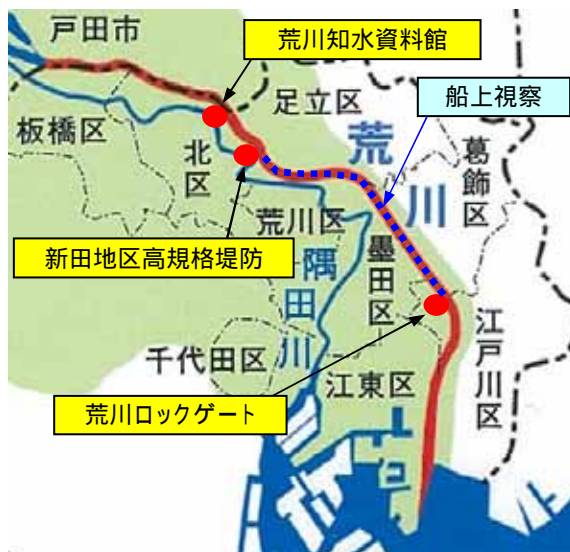 戸田市
荒川知水資料館
足立区
船上視察
板橋区
北区
荒川
葛飾区
荒川区
新田地区高規格堤防
隅田川
墨田区
千代田区
江戸川区
江東区
荒川ロックゲート